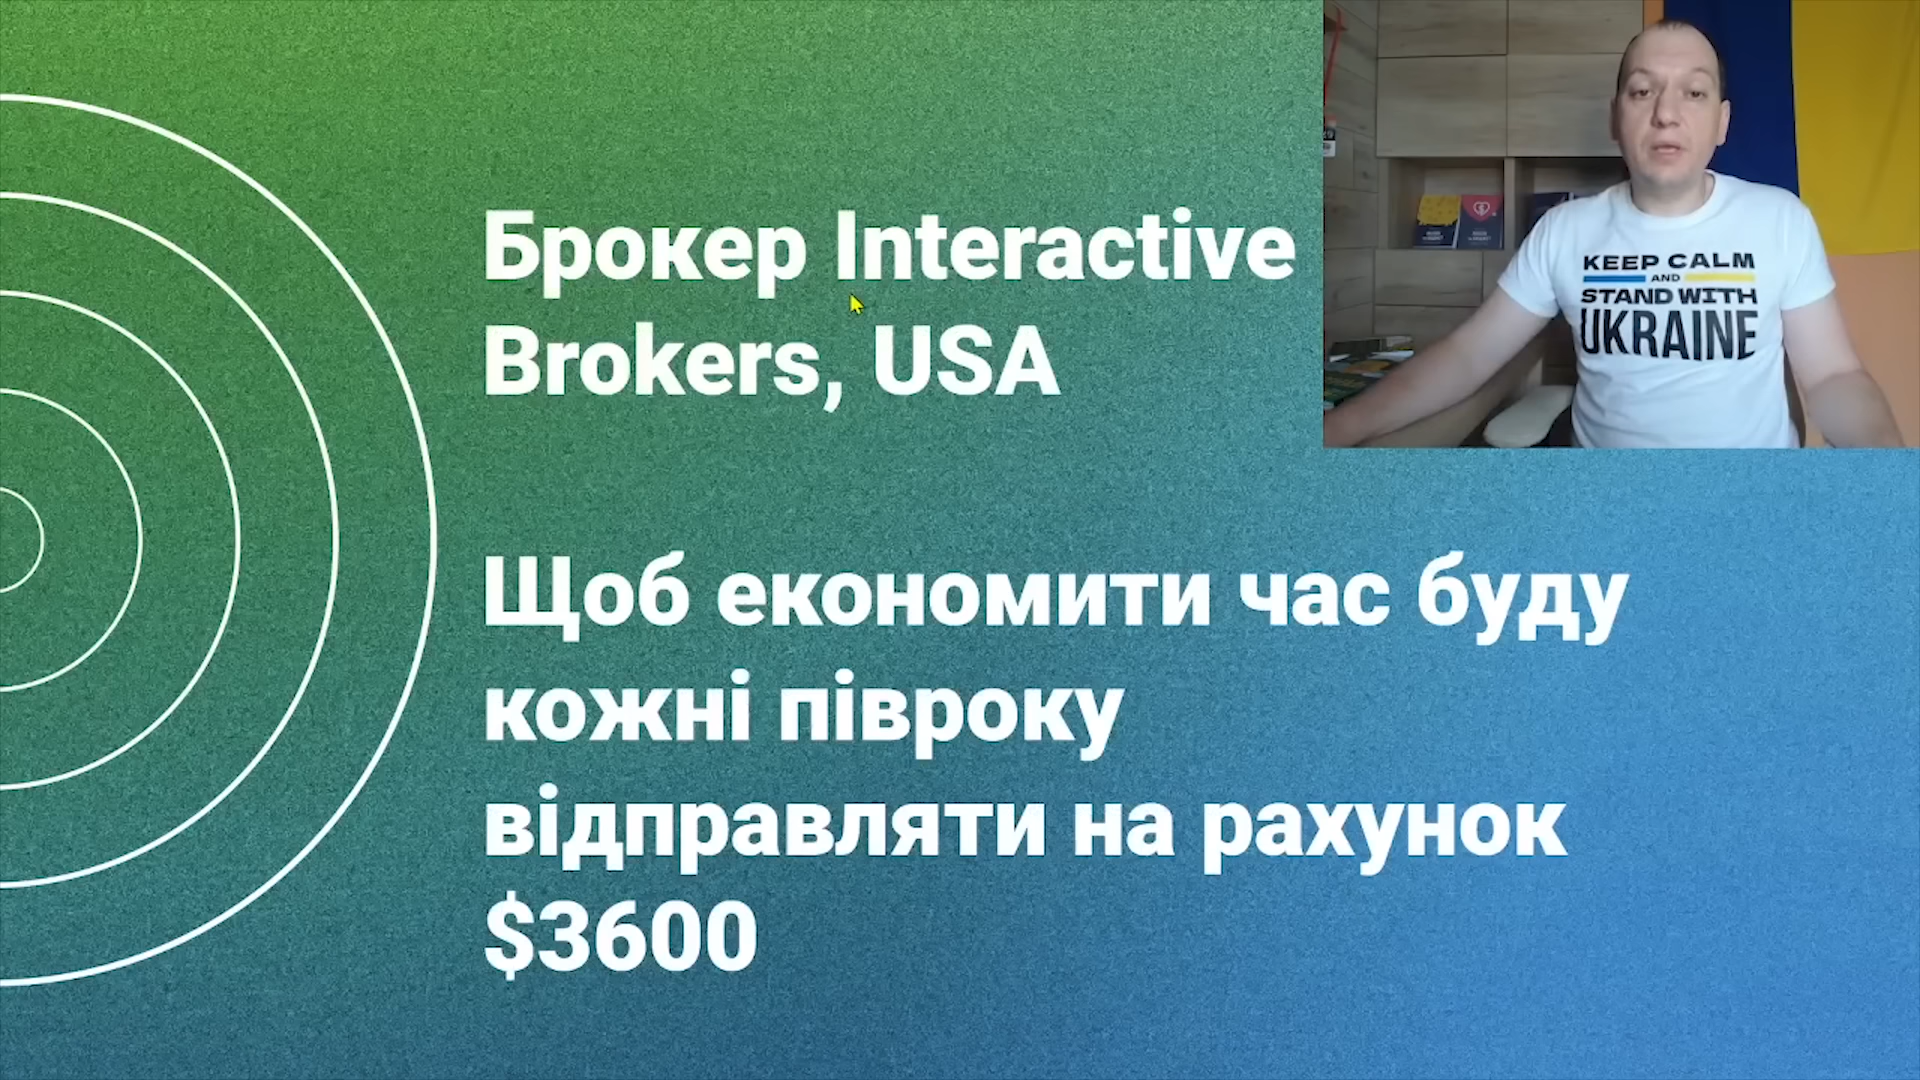 Брокер Interactive
Brokers, USA
Щоб економити час буду
кожні півроку
відправляти на рахунок
$3600
KEEP CALM
AND
STAND WITH
UKRAINE